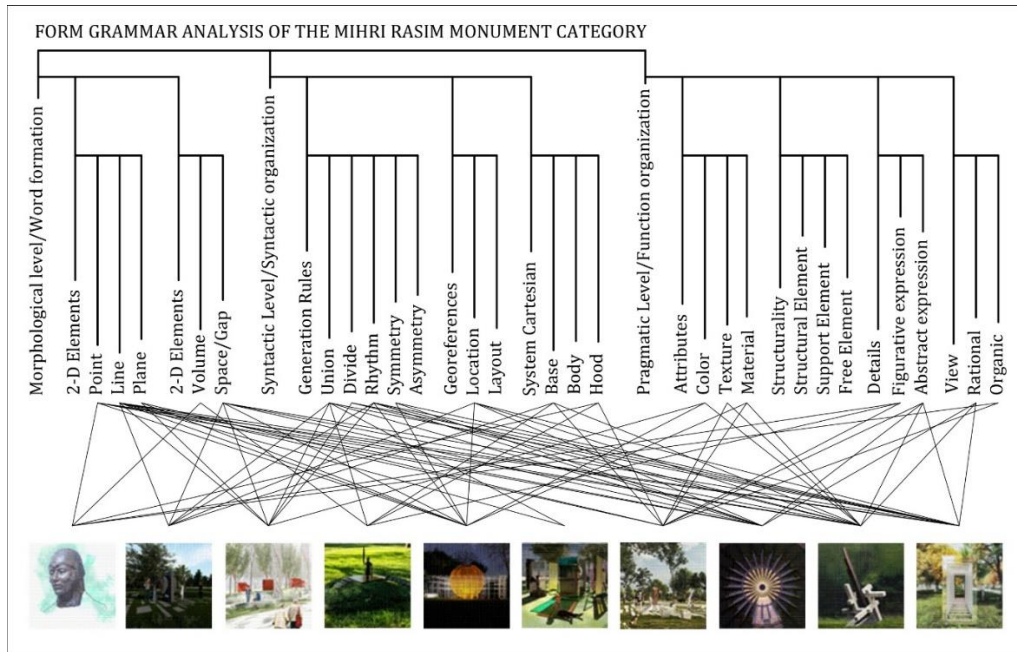 FORM GRAMMAR ANALYSIS OF THE MIHRI RASIM MONUMENT CATEGORY
Morphological level/Word formation
2-D Elements
Point
Line
Plane
2-D Elements
Volume
Space/Gap
Syntactic Level/Syntactic organization
Generation Rules
Union
Divide
Rhythm
Symmetry
Asymmetry
Georeferences
Location
Layout
System Cartesian
Base
Body
Hood
Pragmatic Level/Function organization
Attributes
Color
Texture
Material
Structurality
Structural Element
Support Element
Free Element
Details
Figurative expression
Abstract expression
View
Rational
Organic